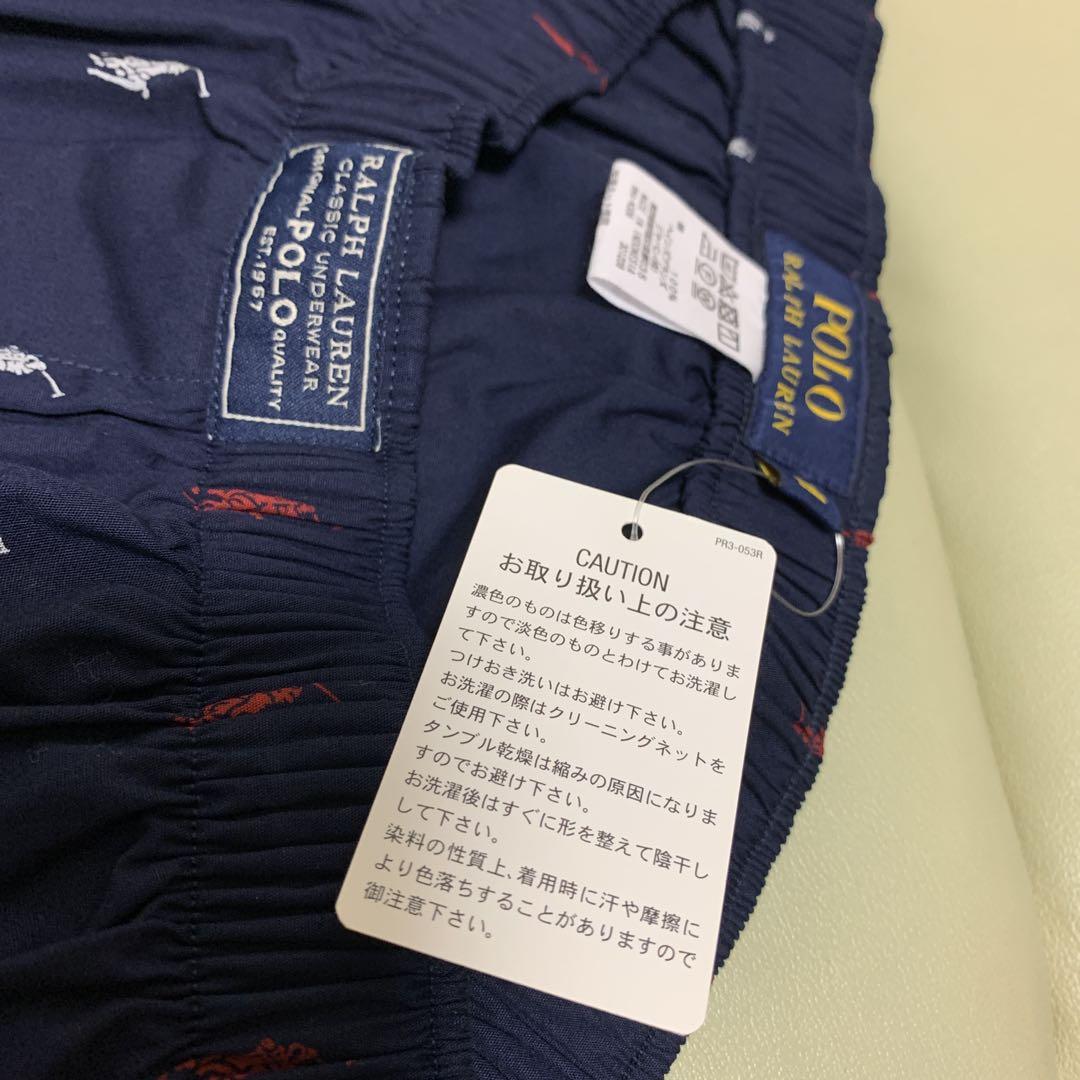 RALPH LAUREN
CLASSIC UNDERWEAR
ORIGINAL POLO QUALITY
EST. 1967
POLO
RALPH LAUREN
100%
PR3-053R
CAUTION
お取り扱い上の注意
濃色のものは色移りする事がありま
すので淡色のものとわけてお洗濯し
て下さい。
つけおき洗いはお避け下さい。
お洗濯の際はクリーニングネットを
ご使用下さい。
タンブル乾燥は縮みの原因になりま
すのでお避け下さい。
お洗濯後はすぐに形を整えて陰干し
して下さい。
染料の性質上、着用時に汗や摩擦に
より色落ちすることがありますので
御注意下さい。